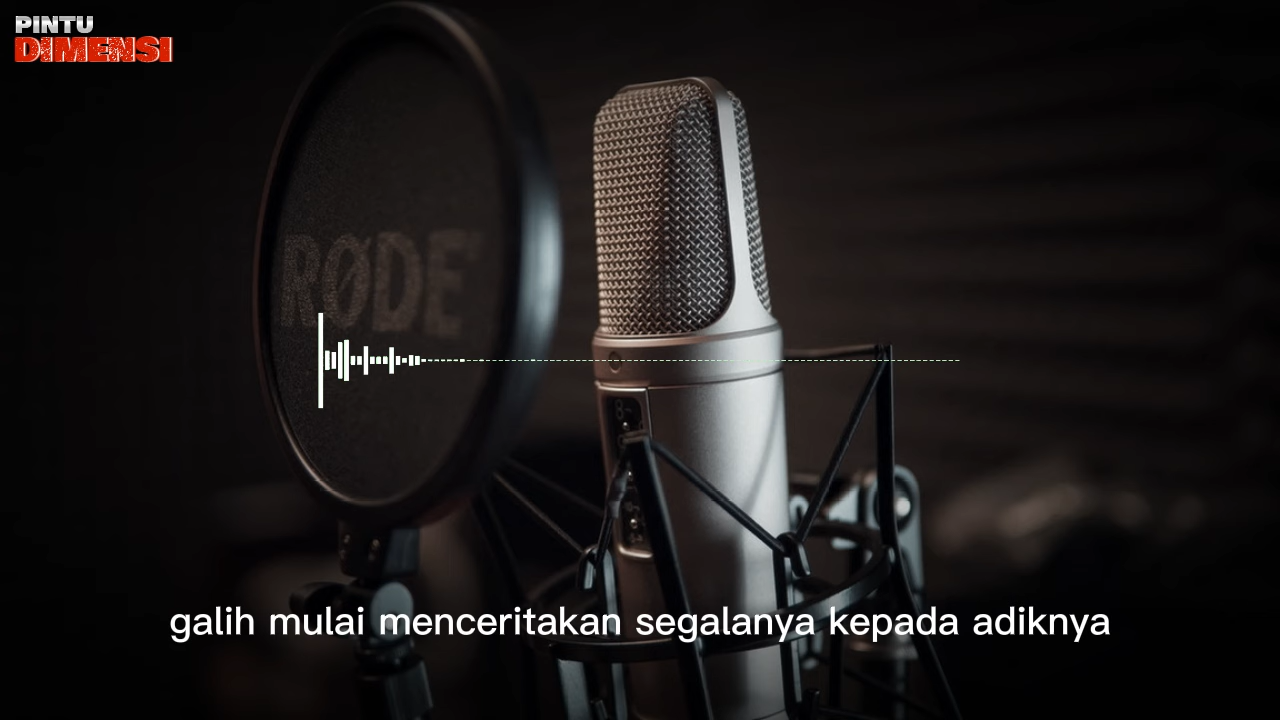 PINTU
DIMENSI
RØDE
galih mulai menceritakan segalanya kepada adiknya